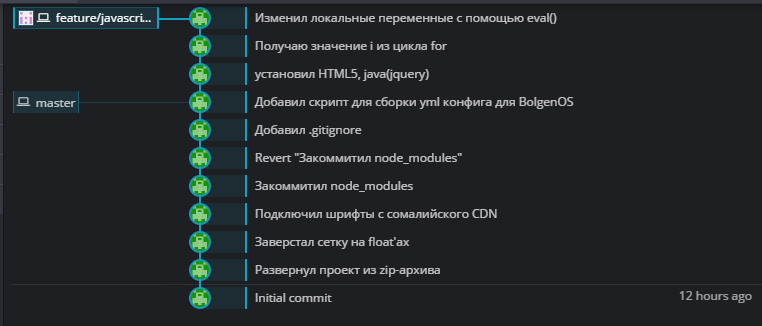 feature/javascri... Изменил локальные переменные с помощью eval()
Получаю значение i из цикла for
установил HTML5, java(jquery)
master Добавил скрипт для сборки yml конфига для BolgenOS
Добавил .gitignore
Revert "Закоммитил node_modules"
Закоммитил node_modules
Подключил шрифты с сомалийского CDN
Заверстал сетку на float'ах
Развернул проект из zip-архива
Initial commit 12 hours ago